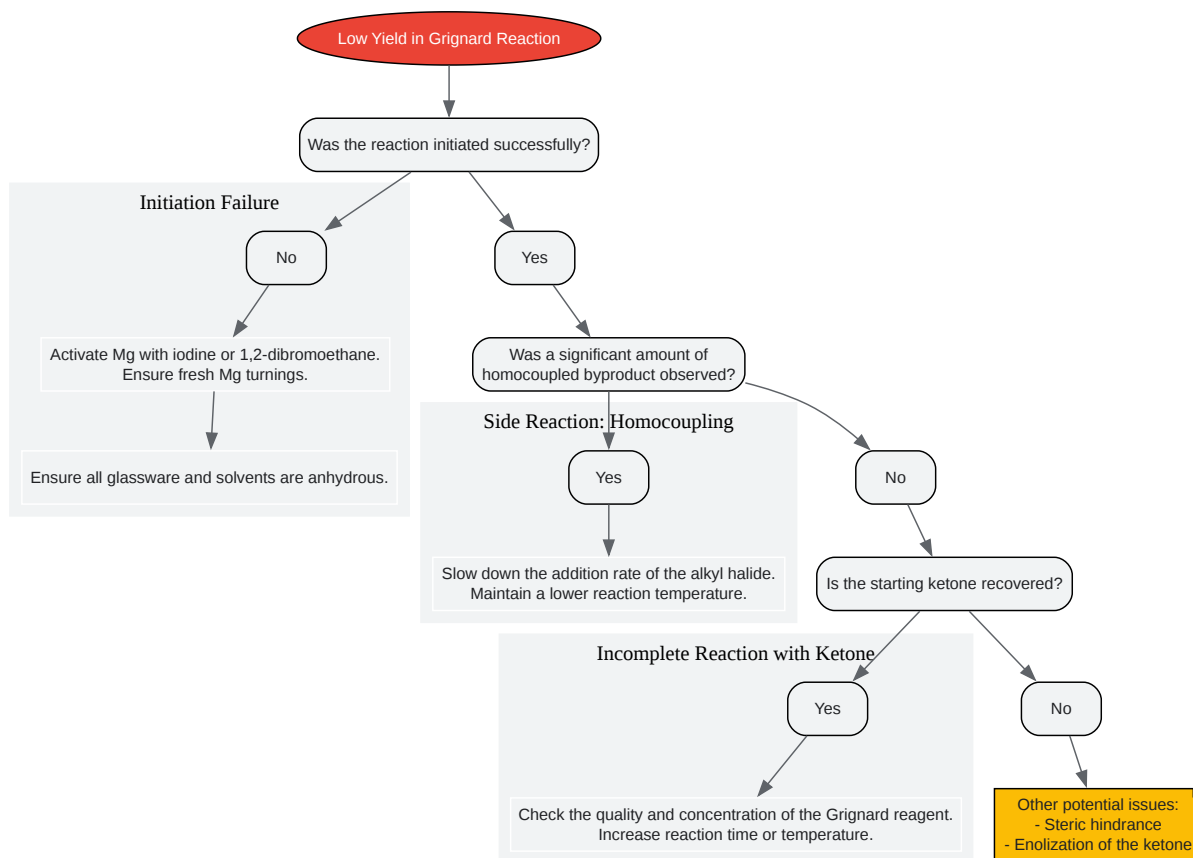 Low Yield in Grignard Reaction
Was the reaction initiated successfully?
Initiation Failure
No
Yes
Activate Mg with iodine or 1,2-dibromoethane.
Ensure fresh Mg turnings.
Was a significant amount of
homocoupled byproduct observed?
Side Reaction: Homocoupling
Ensure all glassware and solvents are anhydrous.
Yes
No
Slow down the addition rate of the alkyl halide.
Maintain a lower reaction temperature.
Is the starting ketone recovered?
Incomplete Reaction with Ketone
Yes
No
Check the quality and concentration of the Grignard reagent.
Increase reaction time or temperature.
Other potential issues:
- Steric hindrance
- Enolization of the ketone